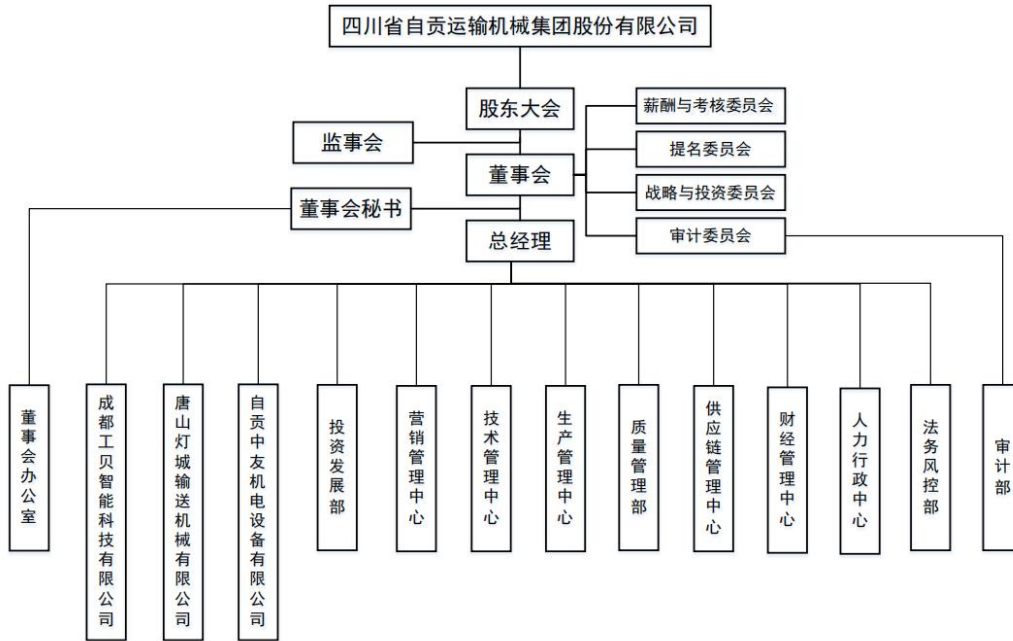 四川省自贡运输机械集团股份有限公司
股东大会
薪酬与考核委员会
监事会
提名委员会
董事会
战略与投资委员会
董事会秘书
总经理
审计委员会
董事会办公室
成都工贝智能科技有限公司
唐山灯城输送机械有限公司
自贡中友机电设备有限公司
投资发展部
营销管理中心
技术管理中心
生产管理中心
质量管理部
供应链管理中心
财经管理中心
人力行政中心
法务风控部
审计部